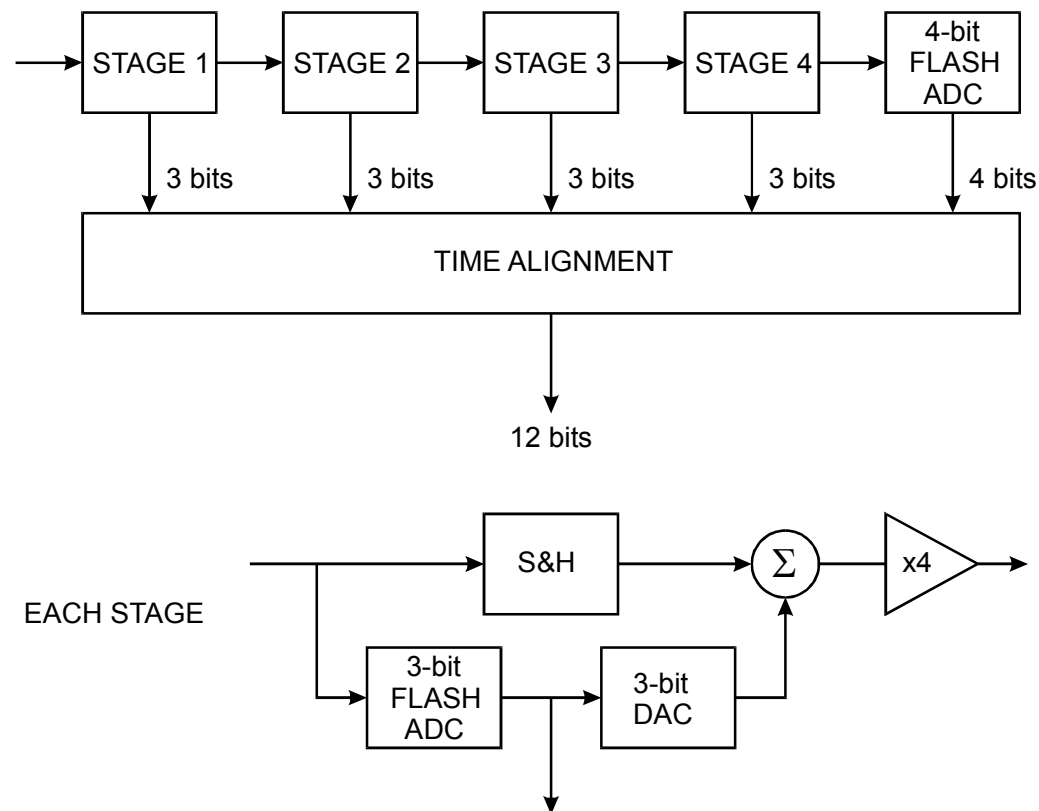 STAGE 1
STAGE 2
STAGE 3
STAGE 4
4-bit
FLASH
ADC
3 bits
3 bits
3 bits
3 bits
4 bits
TIME ALIGNMENT
12 bits
EACH STAGE
S&H
Σ
x4
3-bit
FLASH
ADC
3-bit
DAC